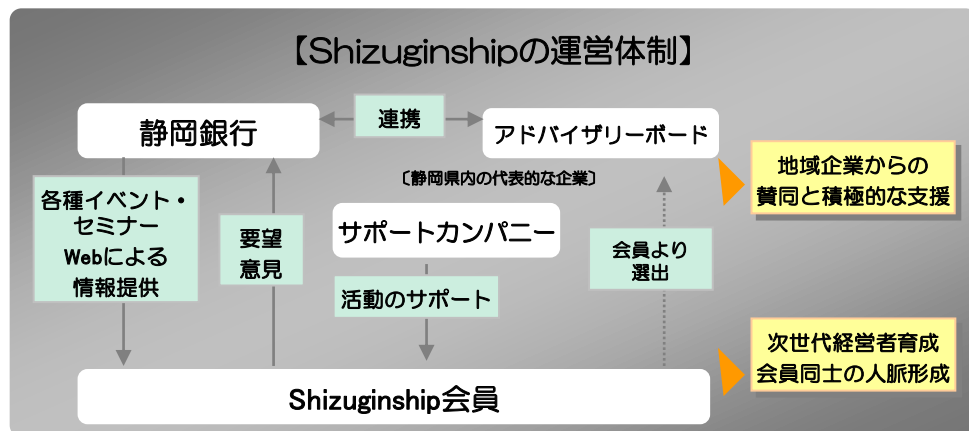 【Shizuginshipの運営体制】
静岡銀行
連携
アドバイザリーボード
〔静岡県内の代表的な企業〕
地域企業からの
賛同と積極的な支援
各種イベント・
セミナー
Webによる
情報提供
要望
意見
サポートカンパニー
会員より
選出
活動のサポート
次世代経営者育成
会員同士の人脈形成
Shizuginship会員